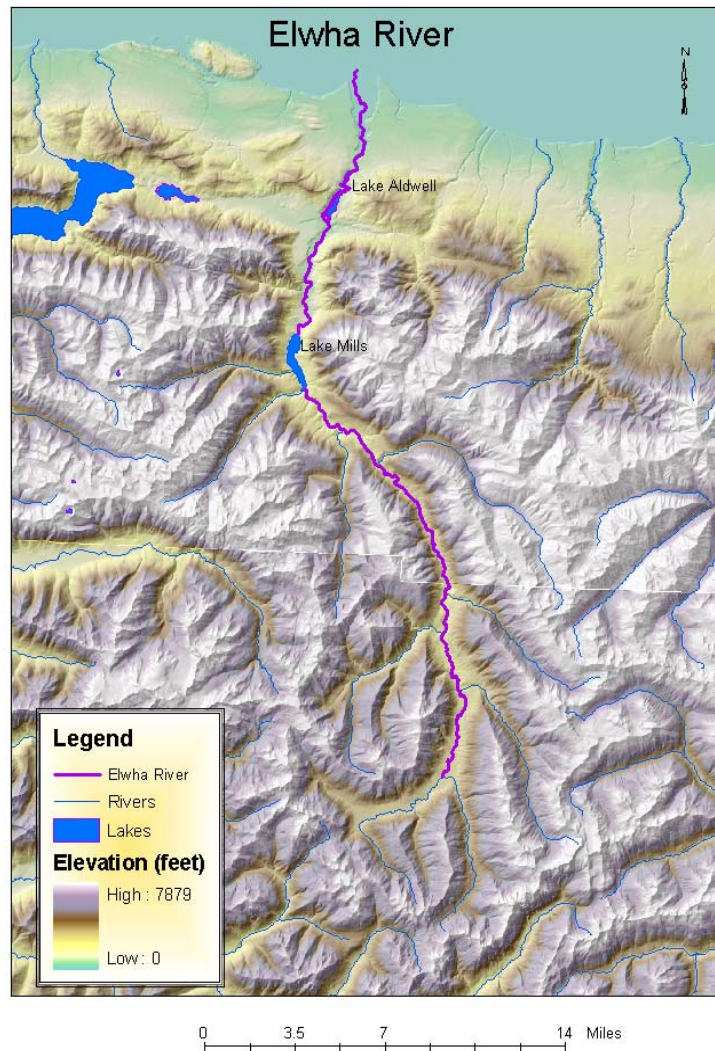 Elwha River
N
Lake Aldwell
Lake Mills
Legend
Elwha River
Rivers
Lakes
Elevation (feet)
High : 7879
Low : 0
0 3.5 7 14 Miles